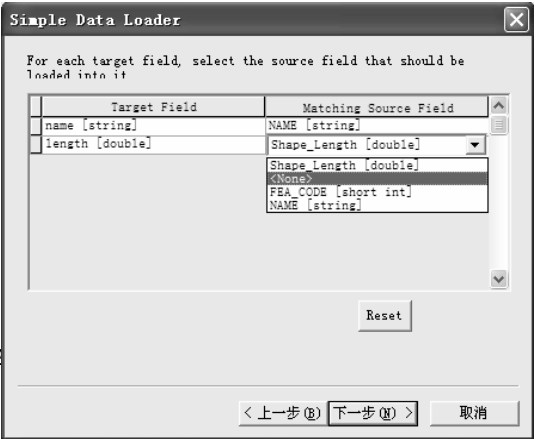 Simple Data Loader
For each target field, select the source field that should be
loaded into it
Target Field Matching Source Field
name [string] NAME [string]
length [double] Shape_Length [double]
Shape_Length [double]
<None>
FEA_CODE [short int]
NAME [string]
Reset
< 上一步(B) 下一步(N) > 取消